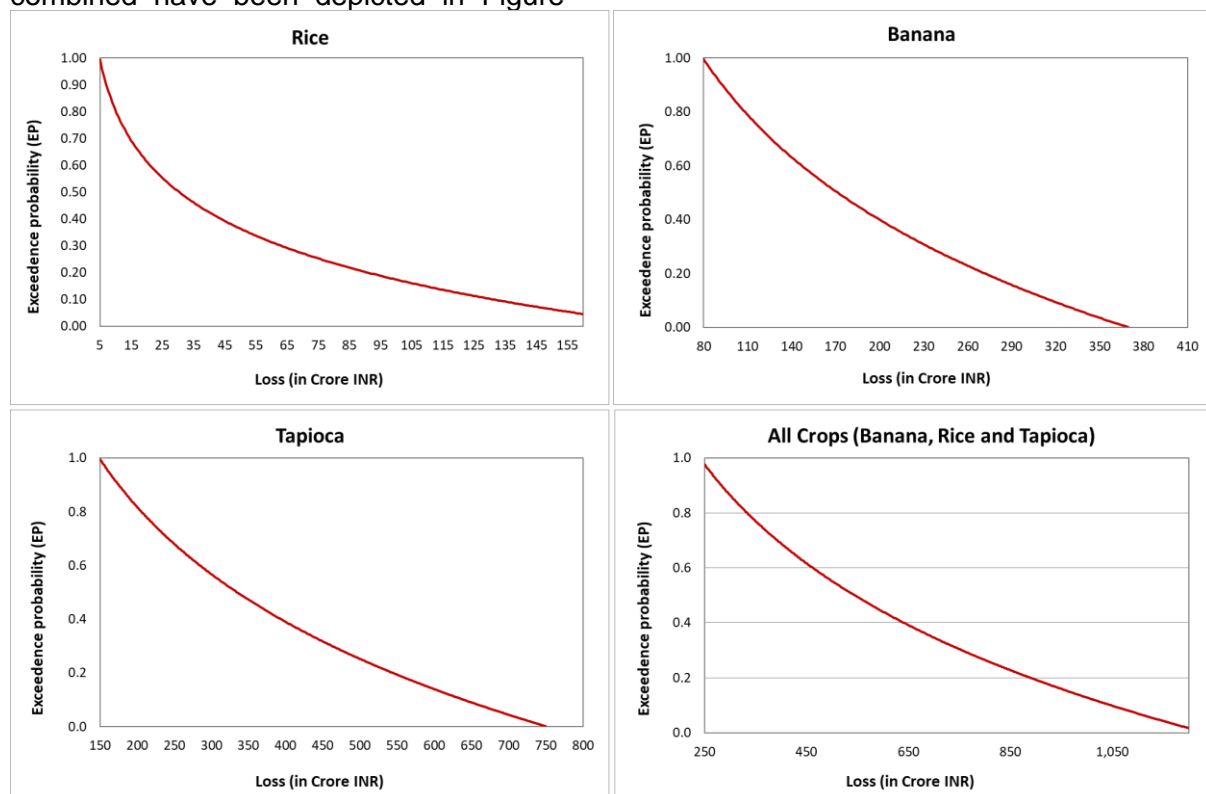 combined have been depicted in Figure
Rice
Exceedence probability (EP)
1.00
0.90
0.80
0.70
0.60
0.50
0.40
0.30
0.20
0.10
0.00
5 15 25 35 45 55 65 75 85 95 105 115 125 135 145 155
Loss (in Crore INR)
Banana
Exceedence probability (EP)
1.00
0.80
0.60
0.40
0.20
0.00
80 110 140 170 200 230 260 290 320 350 380 410
Loss (in Crore INR)
Tapioca
Exceedence probability (EP)
1.0
0.8
0.6
0.4
0.2
0.0
150 200 250 300 350 400 450 500 550 600 650 700 750 800
Loss (in Crore INR)
All Crops (Banana, Rice and Tapioca)
Exceedence probability (EP)
1.0
0.8
0.6
0.4
0.2
0.0
250 450 650 850 1,050
Loss (in Crore INR)